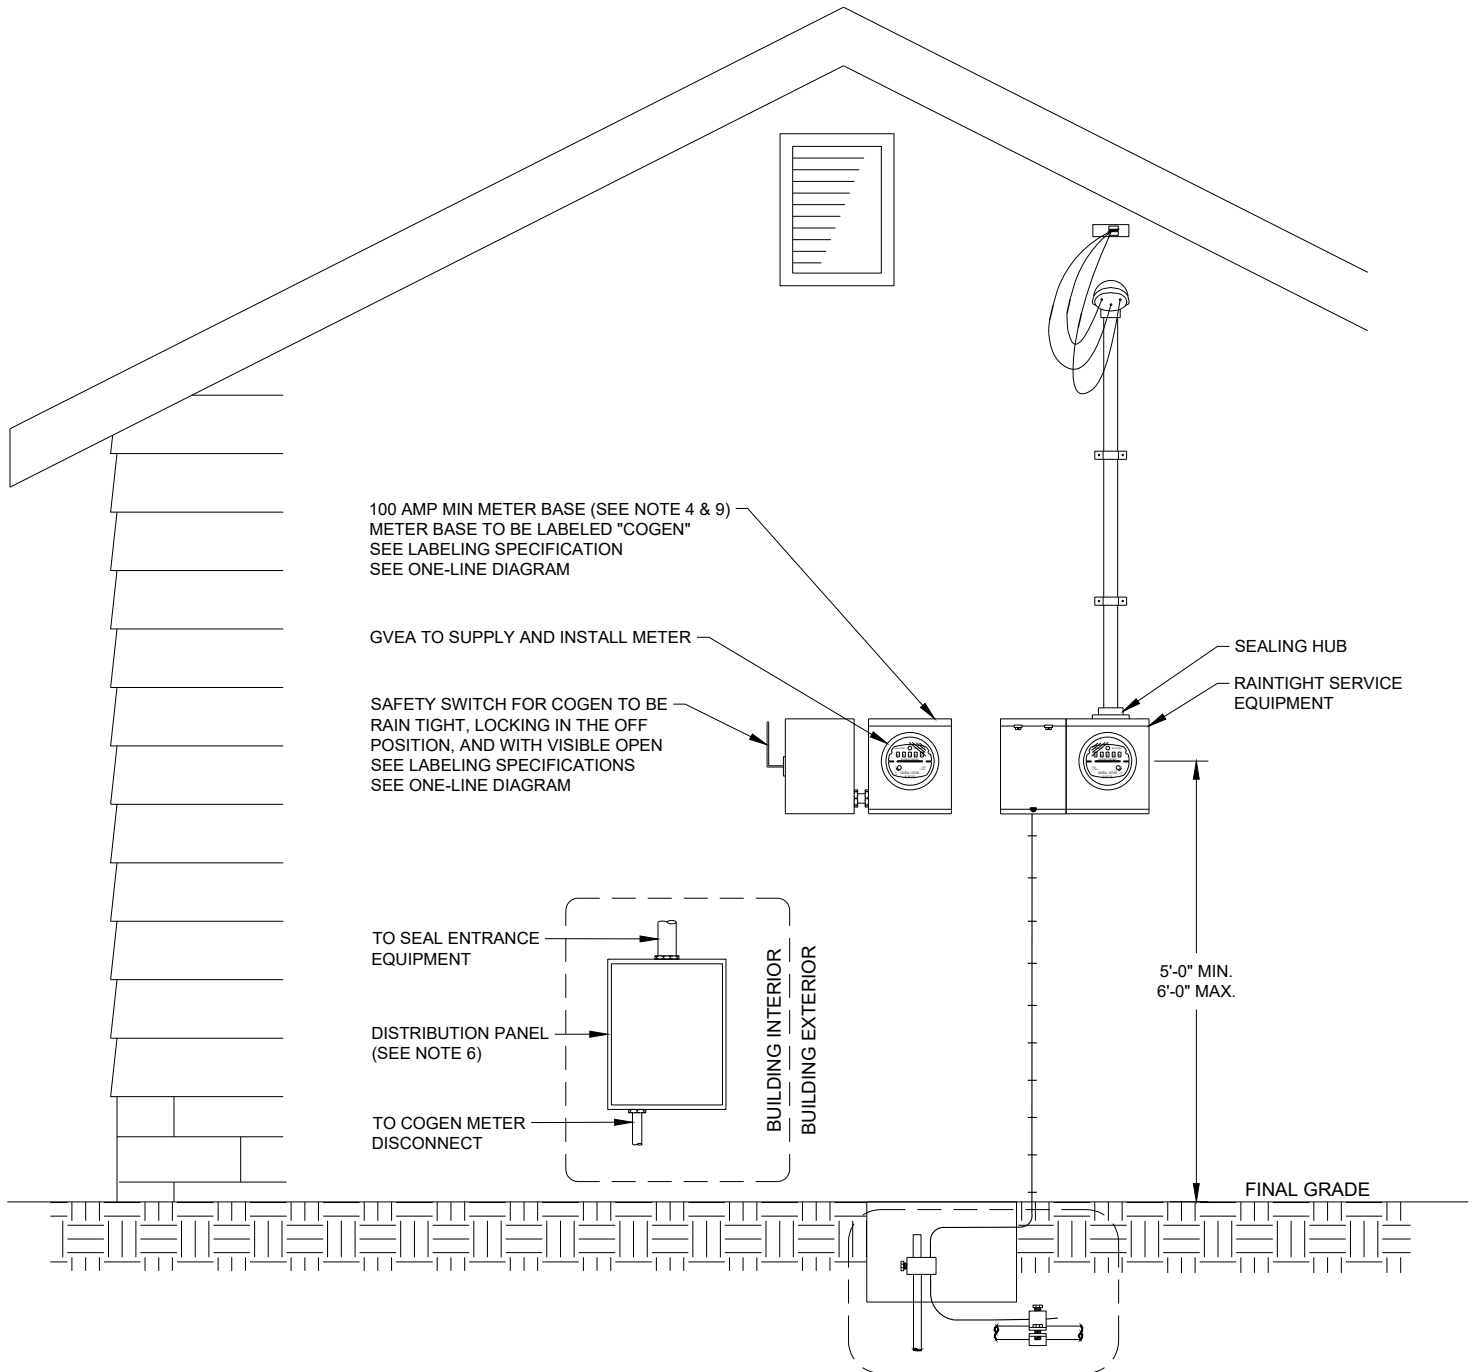 100 AMP MIN METER BASE (SEE NOTE 4 & 9)
METER BASE TO BE LABELED "COGEN"
SEE LABELING SPECIFICATION
SEE ONE-LINE DIAGRAM
GVEA TO SUPPLY AND INSTALL METER
SEALING HUB
RAINTIGHT SERVICE
EQUIPMENT
SAFETY SWITCH FOR COGEN TO BE
RAIN TIGHT, LOCKING IN THE OFF
POSITION, AND WITH VISIBLE OPEN
SEE LABELING SPECIFICATIONS
SEE ONE-LINE DIAGRAM
TO SEAL ENTRANCE
EQUIPMENT
DISTRIBUTION PANEL
(SEE NOTE 6)
TO COGEN METER
DISCONNECT
BUILDING INTERIOR
BUILDING EXTERIOR
5'-0" MIN.
6'-0" MAX.
FINAL GRADE